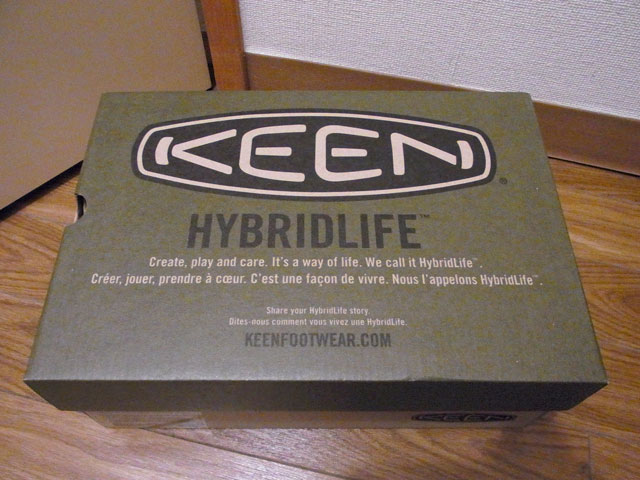 KEEN
HYBRIDLIFE™
Create, play and care. It's a way of life. We call it HybridLife™.
Créer, jouer, prendre à cœur. C'est une façon de vivre. Nous l'appelons HybridLife™.
Share your HybridLife story.
Dites-nous comment vous vivez une HybridLife.
KEENFOOTWEAR.COM
KEEN